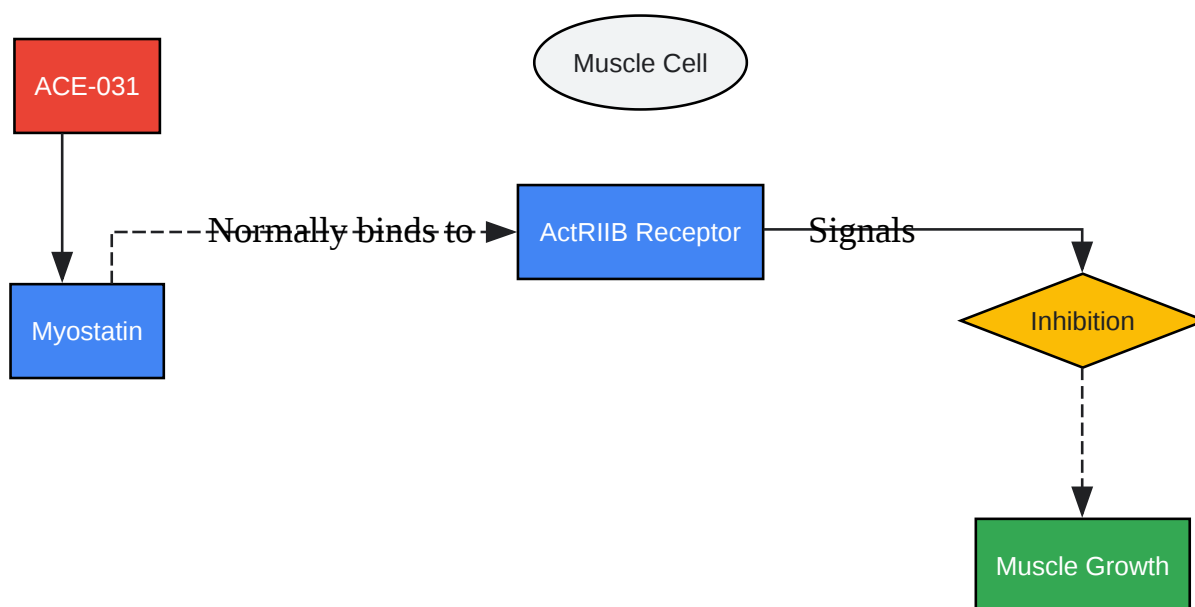 Muscle Cell
ACE-031
Normally binds to
ActRIIB Receptor
Signals
Myostatin
Inhibition
Muscle Growth